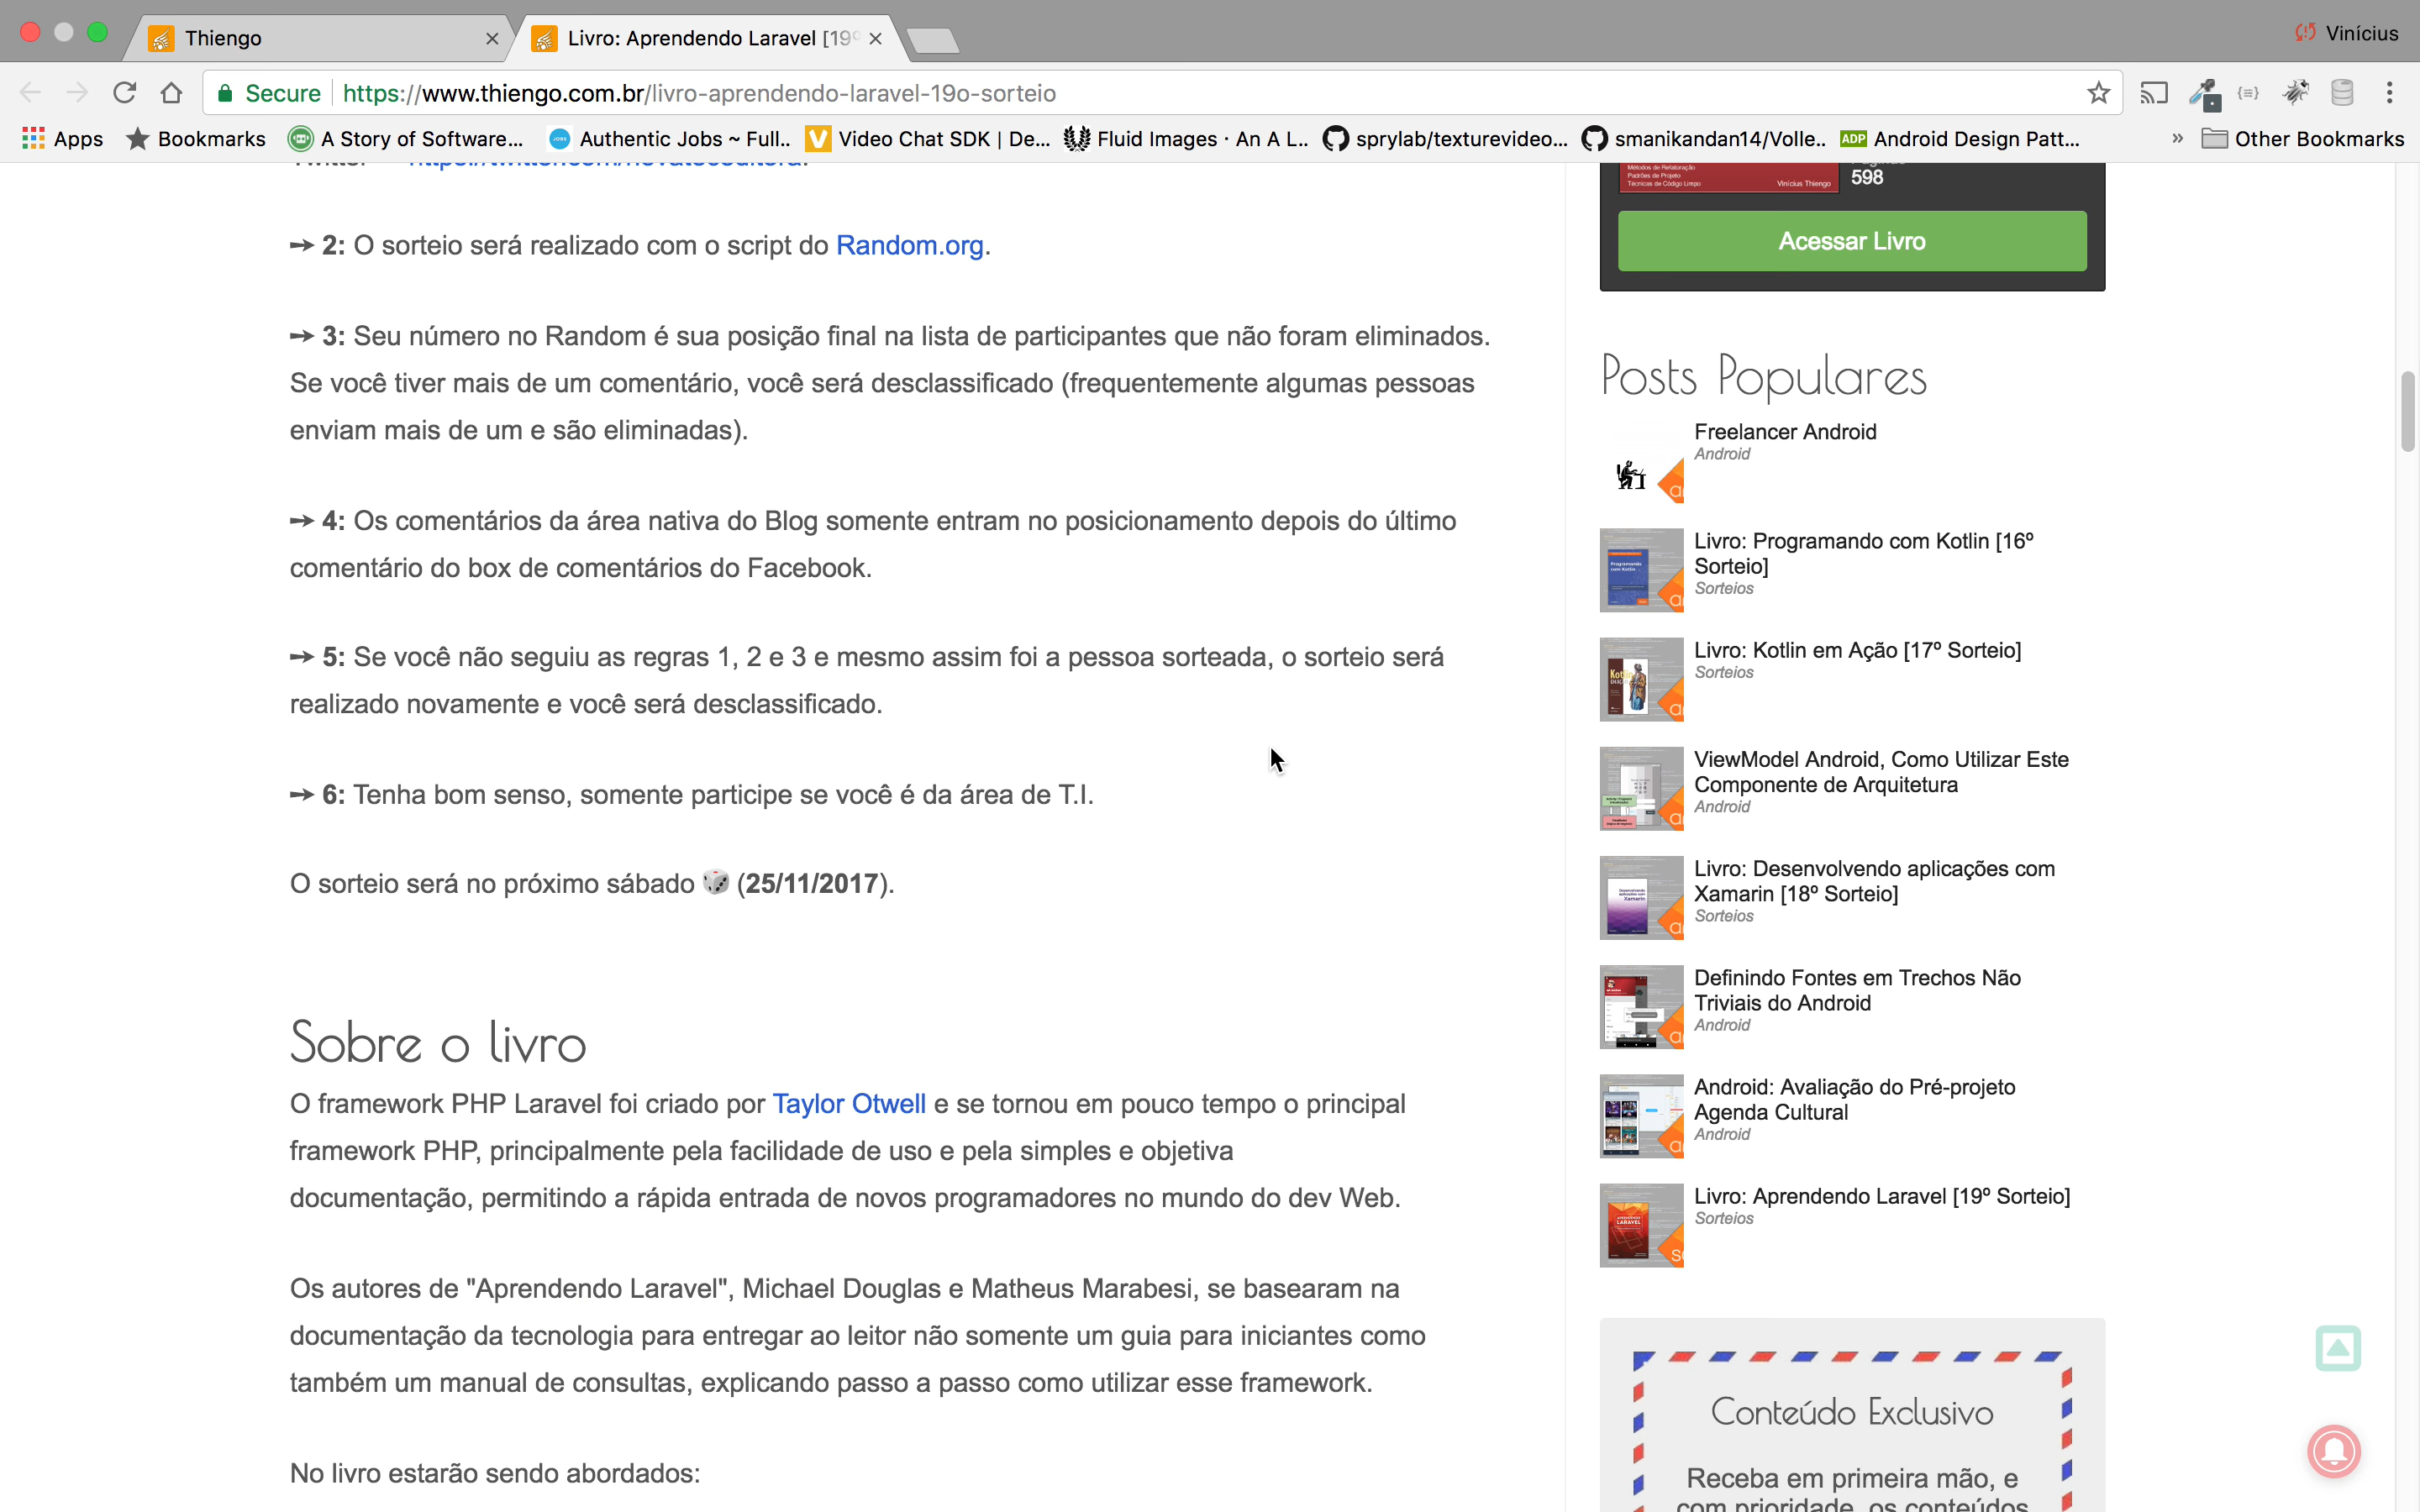 Thiengo
Livro: Aprendendo Laravel [19º
Vinícius
Secure
https://www.thiengo.com.br/livro-aprendendo-laravel-19o-sorteio
Apps
Bookmarks
A Story of Software...
Authentic Jobs ~ Full...
Video Chat SDK | De...
Fluid Images · An A L...
sprylab/texturevideo...
smanikandan14/Volle...
ADP Android Design Patt...
»
Other Bookmarks
➙ 2: O sorteio será realizado com o script do Random.org.
➙ 3: Seu número no Random é sua posição final na lista de participantes que não foram eliminados.
Se você tiver mais de um comentário, você será desclassificado (frequentemente algumas pessoas
enviam mais de um e são eliminadas).
➙ 4: Os comentários da área nativa do Blog somente entram no posicionamento depois do último
comentário do box de comentários do Facebook.
➙ 5: Se você não seguiu as regras 1, 2 e 3 e mesmo assim foi a pessoa sorteada, o sorteio será
realizado novamente e você será desclassificado.
➙ 6: Tenha bom senso, somente participe se você é da área de T.I.
O sorteio será no próximo sábado 🎲 (25/11/2017).
Sobre o livro
O framework PHP Laravel foi criado por Taylor Otwell e se tornou em pouco tempo o principal
framework PHP, principalmente pela facilidade de uso e pela simples e objetiva
documentação, permitindo a rápida entrada de novos programadores no mundo do dev Web.
Os autores de "Aprendendo Laravel", Michael Douglas e Matheus Marabesi, se basearam na
documentação da tecnologia para entregar ao leitor não somente um guia para iniciantes como
também um manual de consultas, explicando passo a passo como utilizar esse framework.
No livro estarão sendo abordados:
Métodos de Refatoração
Padrões de Projeto
Técnicas de Código Limpo
Vinícius Thiengo
598
Acessar Livro
Posts Populares
Freelancer Android
Android
Livro: Programando com Kotlin [16º
Sorteio]
Sorteios
Livro: Kotlin em Ação [17º Sorteio]
Sorteios
ViewModel Android, Como Utilizar Este
Componente de Arquitetura
Android
Livro: Desenvolvendo aplicações com
Xamarin [18º Sorteio]
Sorteios
Definindo Fontes em Trechos Não
Triviais do Android
Android
Android: Avaliação do Pré-projeto
Agenda Cultural
Android
Livro: Aprendendo Laravel [19º Sorteio]
Sorteios
Conteúdo Exclusivo
Receba em primeira mão, e
com prioridade, os conteúdos